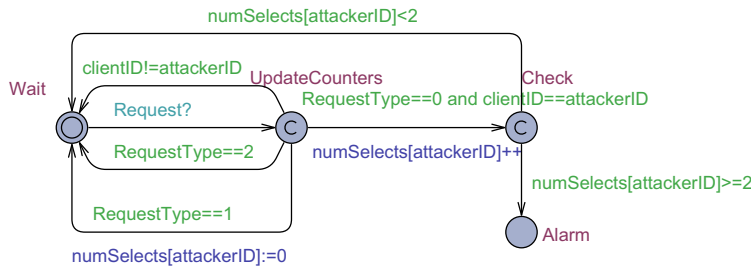 numSelects[attackerID]<2
clientID!=attackerID
UpdateCounters
Check
Wait
RequestType==0 and clientID==attackerID
Request?
C
C
RequestType==2
numSelects[attackerID]++
numSelects[attackerID]>=2
RequestType==1
Alarm
numSelects[attackerID]:=0